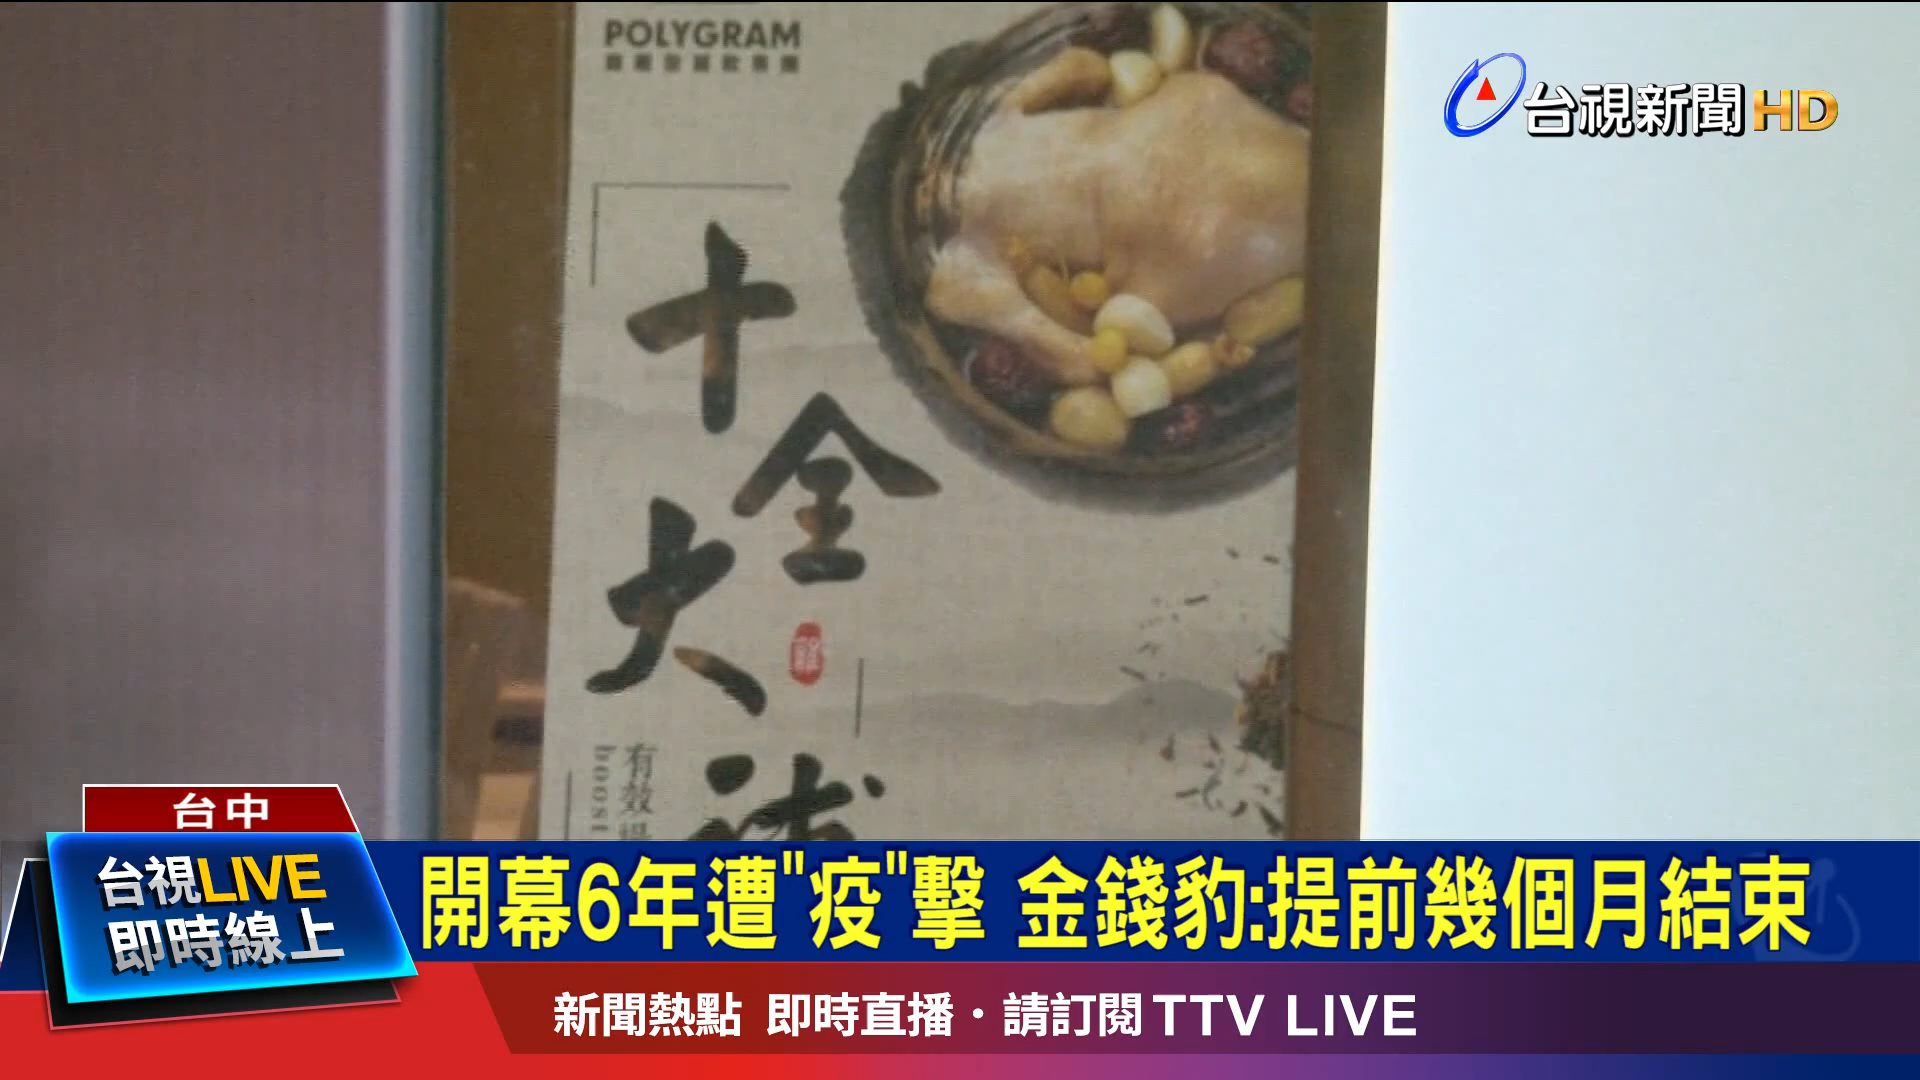 POLYGRAM
台視新聞HD
十全大補
雞
有效提
boost
台中
台視LIVE
即時線上
開幕6年遭"疫"擊 金錢豹:提前幾個月結束
新聞熱點 即時直播・請訂閱TTV LIVE